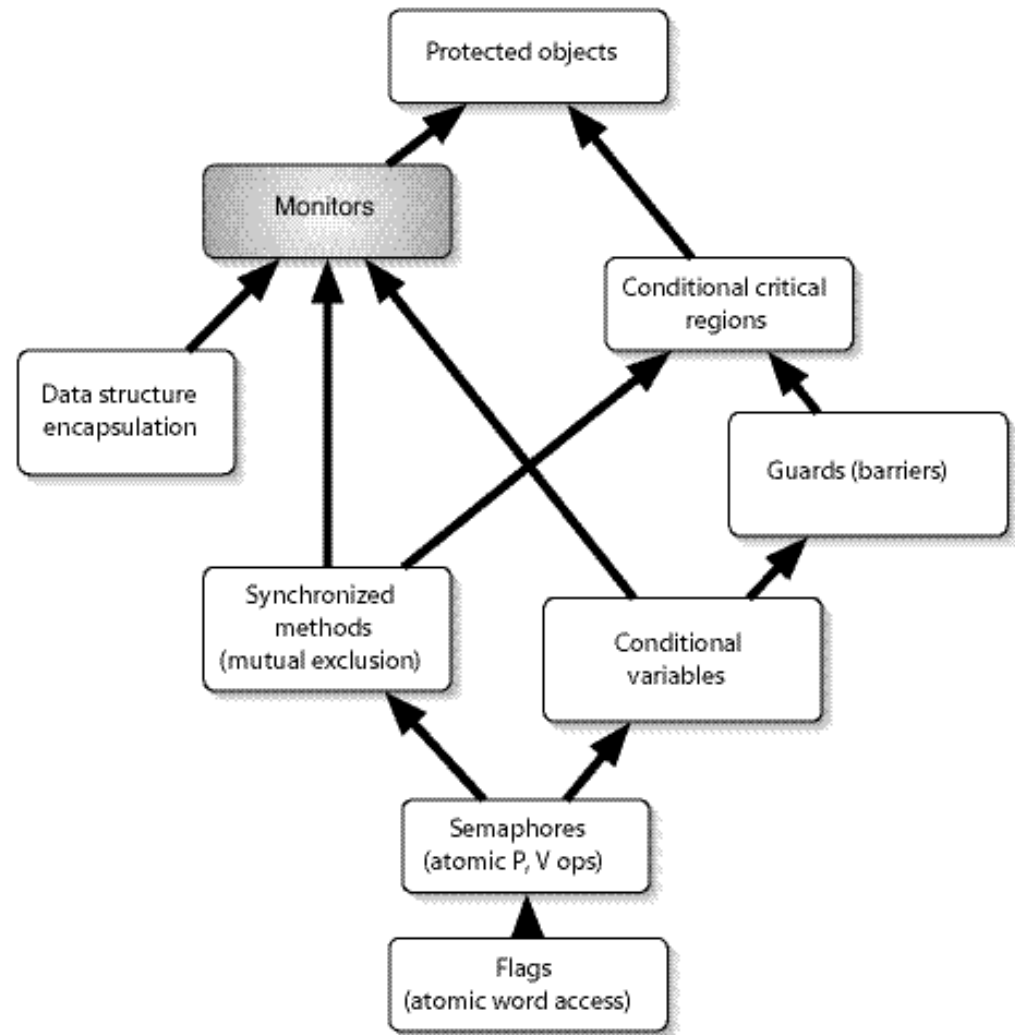 Protected objects
Monitors
Conditional critical
regions
Data structure
encapsulation
Guards (barriers)
Synchronized
methods
(mutual exclusion)
Conditional
variables
Semaphores
(atomic P, V ops)
Flags
(atomic word access)